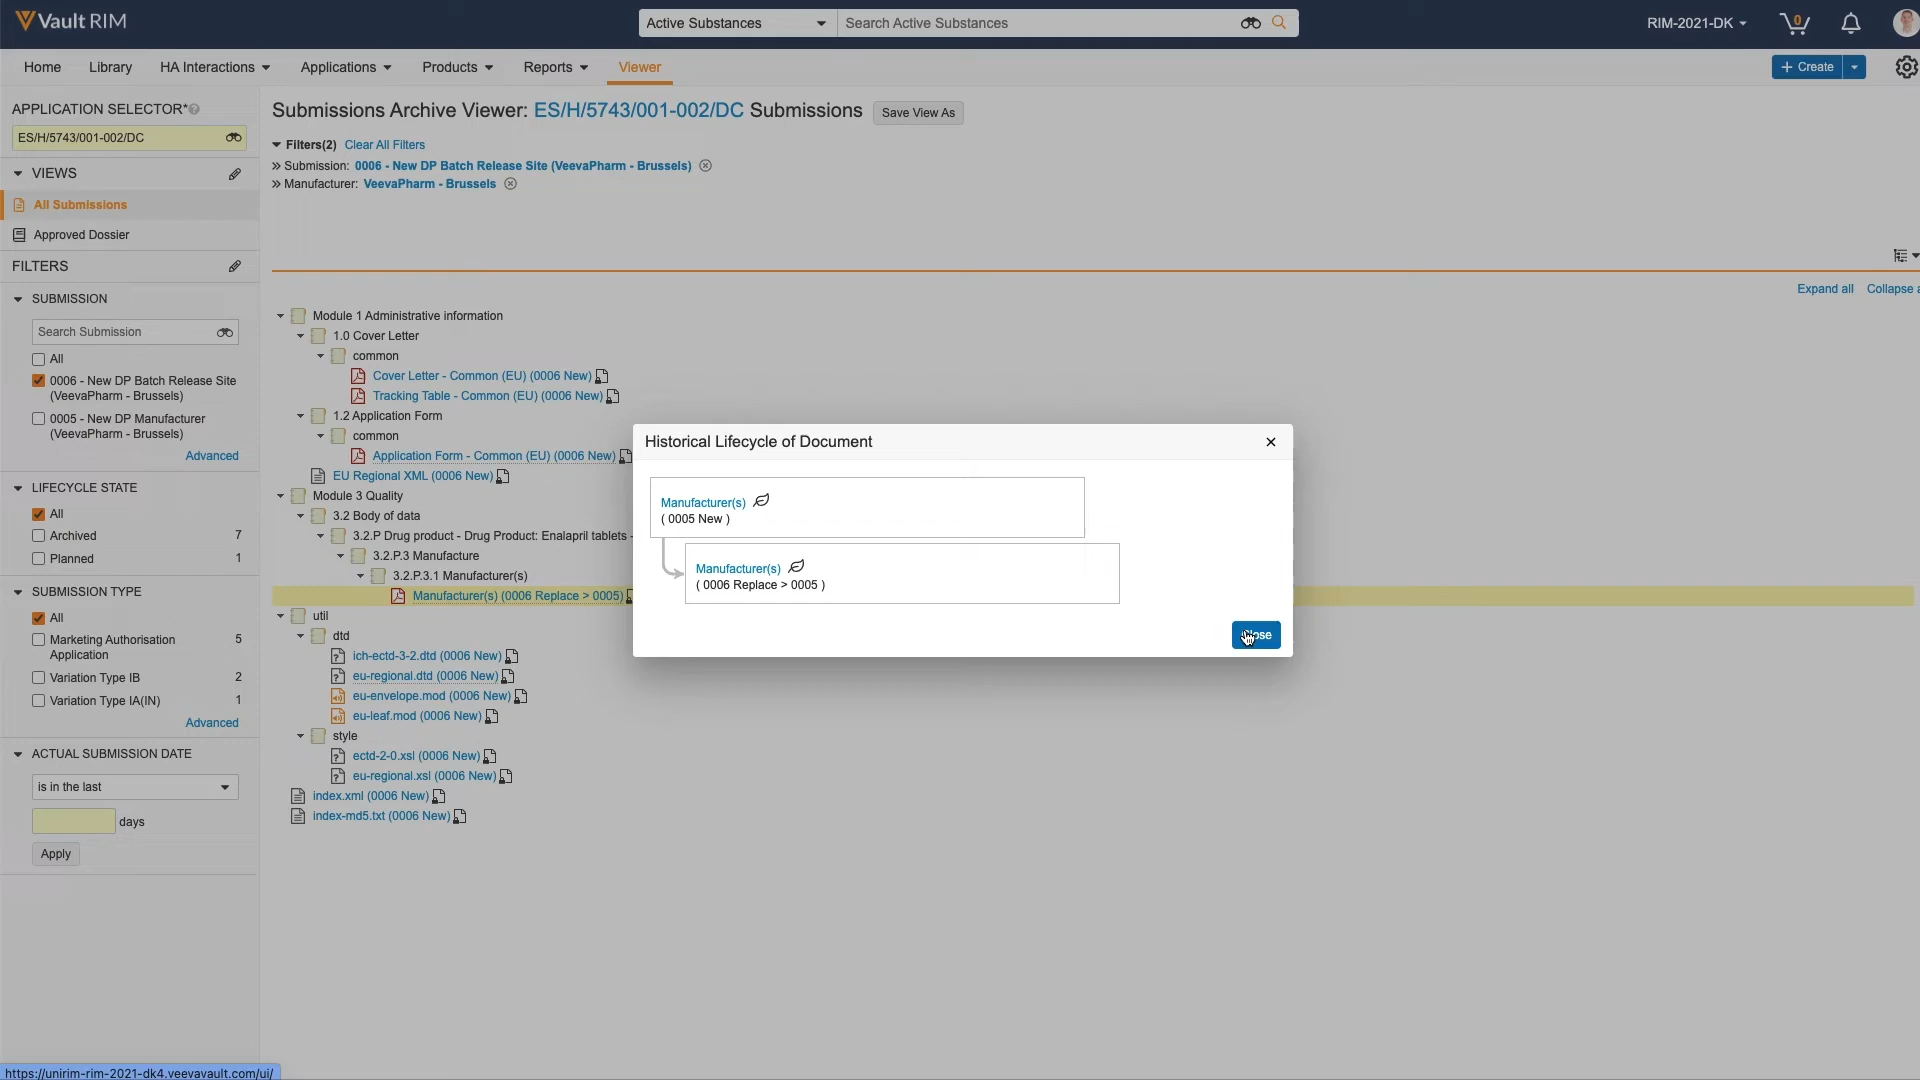 Vault RIM
Active Substances
Search Active Substances
RIM-2021-DK
0
Home
Library
HA Interactions
Applications
Products
Reports
Viewer
+ Create
APPLICATION SELECTOR*
ES/H/5743/001-002/DC
VIEWS
All Submissions
Approved Dossier
FILTERS
SUBMISSION
Search Submission
All
0006 - New DP Batch Release Site
(VeevaPharm - Brussels)
0005 - New DP Manufacturer
(VeevaPharm - Brussels)
Advanced
LIFECYCLE STATE
All
Archived 7
Planned 1
SUBMISSION TYPE
All
Marketing Authorisation 5
Application
Variation Type IB 2
Variation Type IA(IN) 1
Advanced
ACTUAL SUBMISSION DATE
is in the last
days
Apply
Submissions Archive Viewer: ES/H/5743/001-002/DC Submissions
Save View As
Filters(2) Clear All Filters
» Submission: 0006 - New DP Batch Release Site (VeevaPharm - Brussels)
» Manufacturer: VeevaPharm - Brussels
Expand all Collapse a
Module 1 Administrative information
1.0 Cover Letter
common
Cover Letter - Common (EU) (0006 New)
Tracking Table - Common (EU) (0006 New)
1.2 Application Form
common
Application Form - Common (EU) (0006 New)
EU Regional XML (0006 New)
Module 3 Quality
3.2 Body of data
3.2.P Drug product - Drug Product: Enalapril tablets -
3.2.P.3 Manufacture
3.2.P.3.1 Manufacturer(s)
Manufacturer(s) (0006 Replace > 0005)
util
dtd
ich-ectd-3-2.dtd (0006 New)
eu-regional.dtd (0006 New)
eu-envelope.mod (0006 New)
eu-leaf.mod (0006 New)
style
ectd-2-0.xsl (0006 New)
eu-regional.xsl (0006 New)
index.xml (0006 New)
index-md5.txt (0006 New)
Historical Lifecycle of Document
Manufacturer(s)
( 0005 New )
Manufacturer(s)
( 0006 Replace > 0005 )
https://unirim-rim-2021-dk4.veevavault.com/ui/